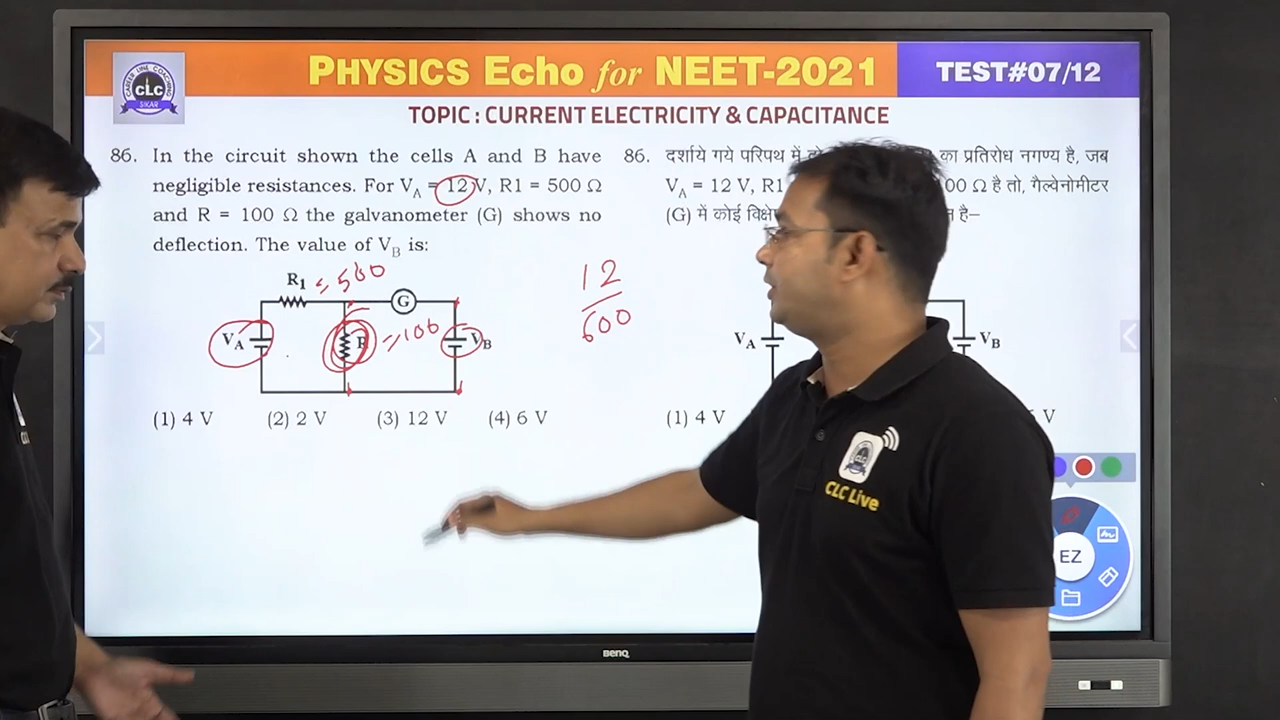 PHYSICS Echo for NEET-2021
TEST#07/12
CAREER LINE COACHING
CLC
SIKAR
TOPIC : CURRENT ELECTRICITY & CAPACITANCE
86. In the circuit shown the cells A and B have
negligible resistances. For VA = 12 V, R1 = 500 Ω
and R = 100 Ω the galvanometer (G) shows no
deflection. The value of VB is:
R1 = 500
G
VA
R = 100
VB
12
600
(1) 4 V (2) 2 V (3) 12 V (4) 6 V
86. दर्शाये गये परिपथ में का प्रतिरोध नगण्य है, जब
VA = 12 V, R1 00 Ω है तो, गैल्वेनोमीटर
(G) में कोई है–
VA
VB
(1) 4 V V
CLC
CLC Live
EZ
BenQ